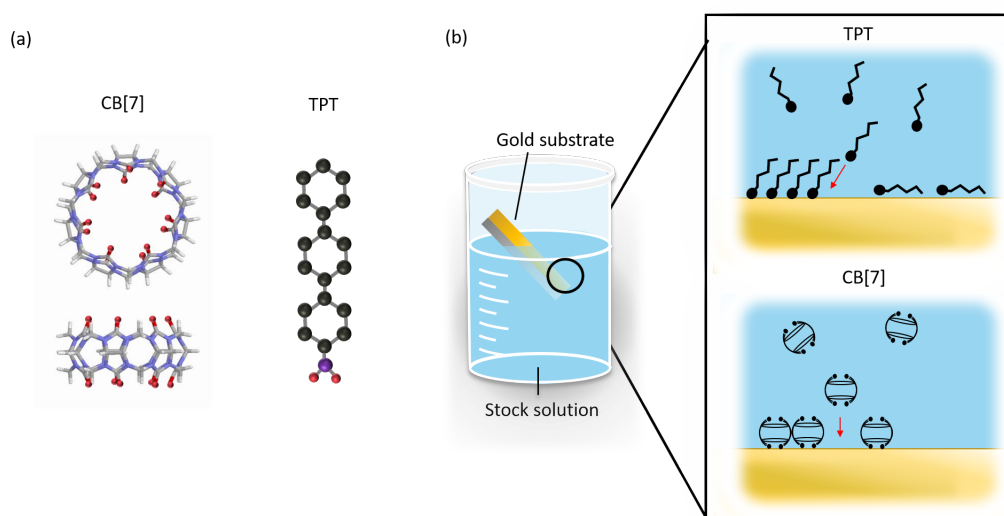 (a)
CB[7]
TPT
(b)
Gold substrate
Stock solution
TPT
CB[7]